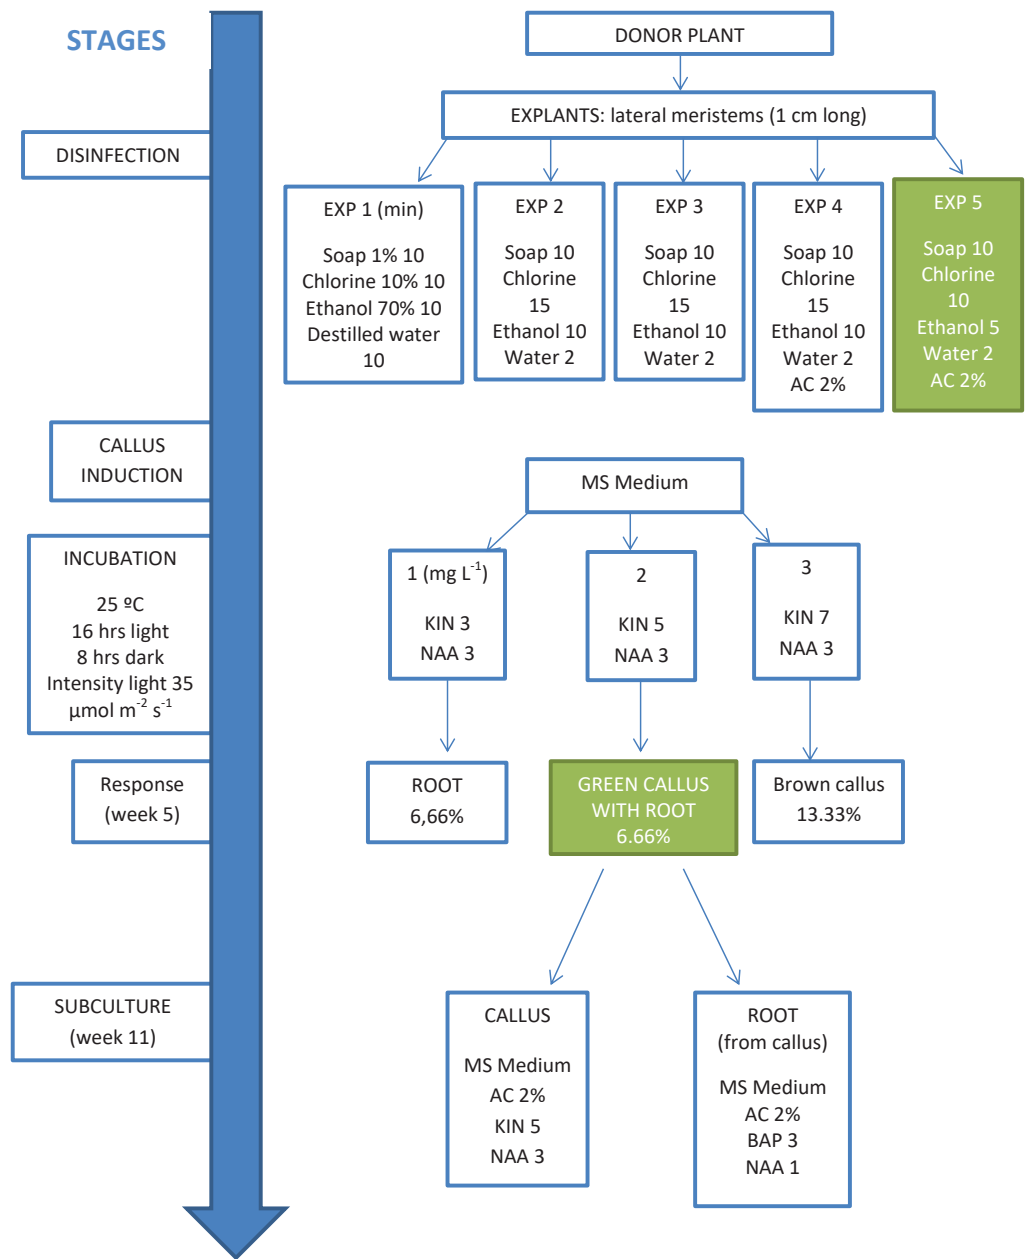 STAGES
DONOR PLANT
EXPLANTS: lateral meristems (1 cm long)
DISINFECTION
EXP 1 (min)
Soap 1% 10
Chlorine 10% 10
Ethanol 70% 10
Destilled water
10
EXP 2
Soap 10
Chlorine
15
Ethanol 10
Water 2
EXP 3
Soap 10
Chlorine
15
Ethanol 10
Water 2
EXP 4
Soap 10
Chlorine
15
Ethanol 10
Water 2
AC 2%
EXP 5
Soap 10
Chlorine
10
Ethanol 5
Water 2
AC 2%
CALLUS
INDUCTION
MS Medium
INCUBATION
25 ºC
16 hrs light
8 hrs dark
Intensity light 35
µmol m⁻² s⁻¹
1 (mg L⁻¹)
KIN 3
NAA 3
2
KIN 5
NAA 3
3
KIN 7
NAA 3
Response
(week 5)
ROOT
6,66%
GREEN CALLUS
WITH ROOT
6.66%
Brown callus
13.33%
SUBCULTURE
(week 11)
CALLUS
MS Medium
AC 2%
KIN 5
NAA 3
ROOT
(from callus)
MS Medium
AC 2%
BAP 3
NAA 1